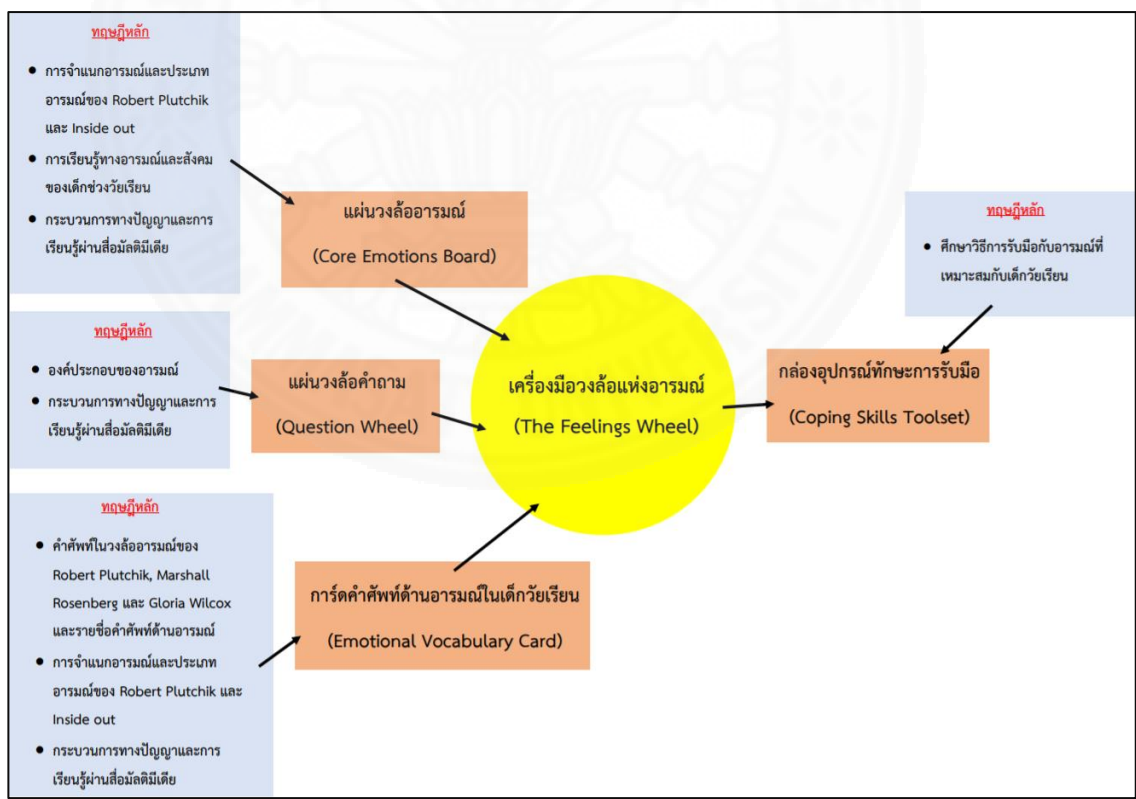 ทฤษฎีหลัก
● การจำแนกอารมณ์และประเภท
อารมณ์ของ Robert Plutchik
และ Inside out
● การเรียนรู้ทางอารมณ์และสังคม
ของเด็กช่วงวัยเรียน
● กระบวนการทางปัญญาและการ
เรียนรู้ผ่านสื่อมัลติมีเดีย
แผ่นวงล้ออารมณ์
(Core Emotions Board)
ทฤษฎีหลัก
● องค์ประกอบของอารมณ์
● กระบวนการทางปัญญาและการ
เรียนรู้ผ่านสื่อมัลติมีเดีย
แผ่นวงล้อคำถาม
(Question Wheel)
ทฤษฎีหลัก
● คำศัพท์ในวงล้ออารมณ์ของ
Robert Plutchik, Marshall
Rosenberg และ Gloria Wilcox
และรายชื่อคำศัพท์ด้านอารมณ์
● การจำแนกอารมณ์และประเภท
อารมณ์ของ Robert Plutchik และ
Inside out
● กระบวนการทางปัญญาและการ
เรียนรู้ผ่านสื่อมัลติมีเดีย
การ์ดคำศัพท์ด้านอารมณ์ในเด็กวัยเรียน
(Emotional Vocabulary Card)
เครื่องมือวงล้อแห่งอารมณ์
(The Feelings Wheel)
ทฤษฎีหลัก
● ศึกษาวิธีการรับมือกับอารมณ์ที่
เหมาะสมกับเด็กวัยเรียน
กล่องอุปกรณ์ทักษะการรับมือ
(Coping Skills Toolset)